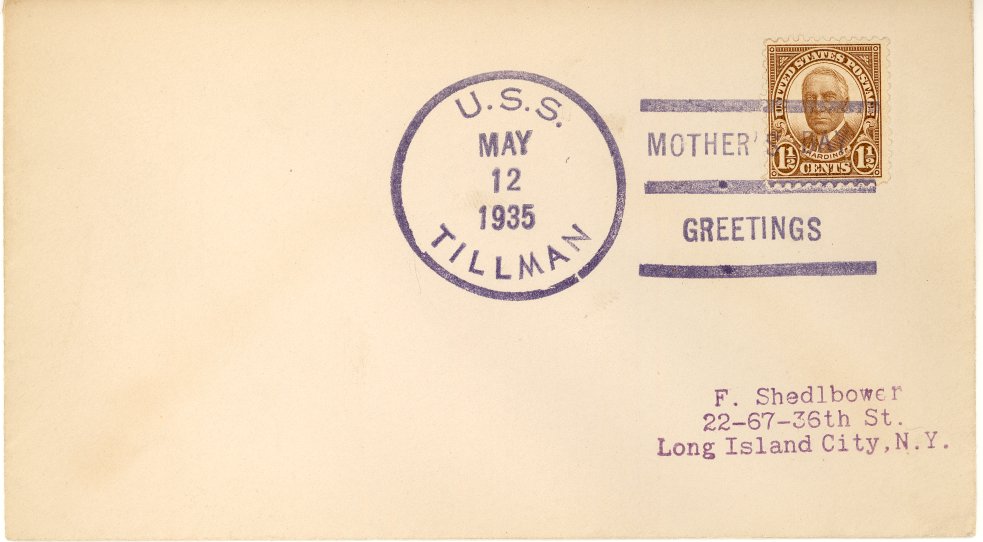 U.S.S.
MAY
12
1935
TILLMAN
UNITED STATES POSTAGE
HARDING
1½ 1½
CENTS
MOTHER'S DAY
GREETINGS
F. Shedlbower
22-67-36th St.
Long Island City,N.Y.